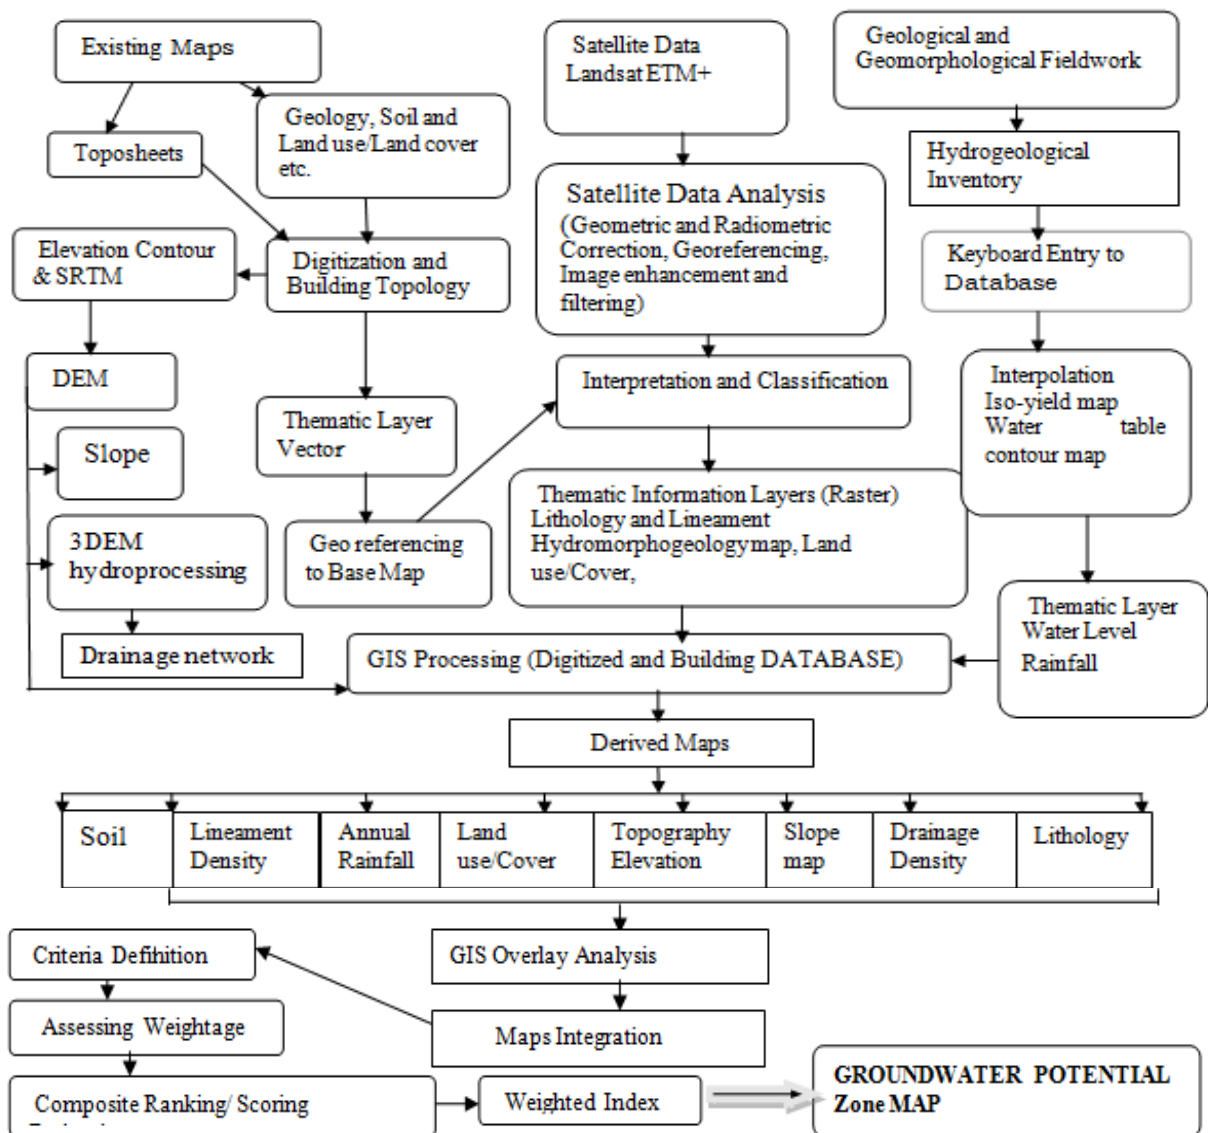 Existing Maps
Satellite Data
Landsat ETM+
Geological and
Geomorphological Fieldwork
Toposheets
Geology, Soil and
Land use/Land cover
etc.
Hydrogeological
Inventory
Satellite Data Analysis
(Geometric and Radiometric
Correction, Georeferencing,
Image enhancement and
filtering)
Elevation Contour
& SRTM
Digitization and
Building Topology
Keyboard Entry to
Database
DEM
Interpretation and Classification
Interpolation
Iso-yield map
Water table
contour map
Thematic Layer
Vector
Slope
Thematic Information Layers (Raster)
Lithology and Lineament
Hydromorphogeologymap, Land
use/Cover,
3DEM
hydroprocessing
Geo referencing
to Base Map
Thematic Layer
Water Level
Rainfall
Drainage network
GIS Processing (Digitized and Building DATABASE)
Derived Maps
Soil
Lineament
Density
Annual
Rainfall
Land
use/Cover
Topography
Elevation
Slope
map
Drainage
Density
Lithology
Criteria Definition
GIS Overlay Analysis
Assessing Weightage
Maps Integration
Composite Ranking/ Scoring
Weighted Index
GROUNDWATER POTENTIAL
Zone MAP